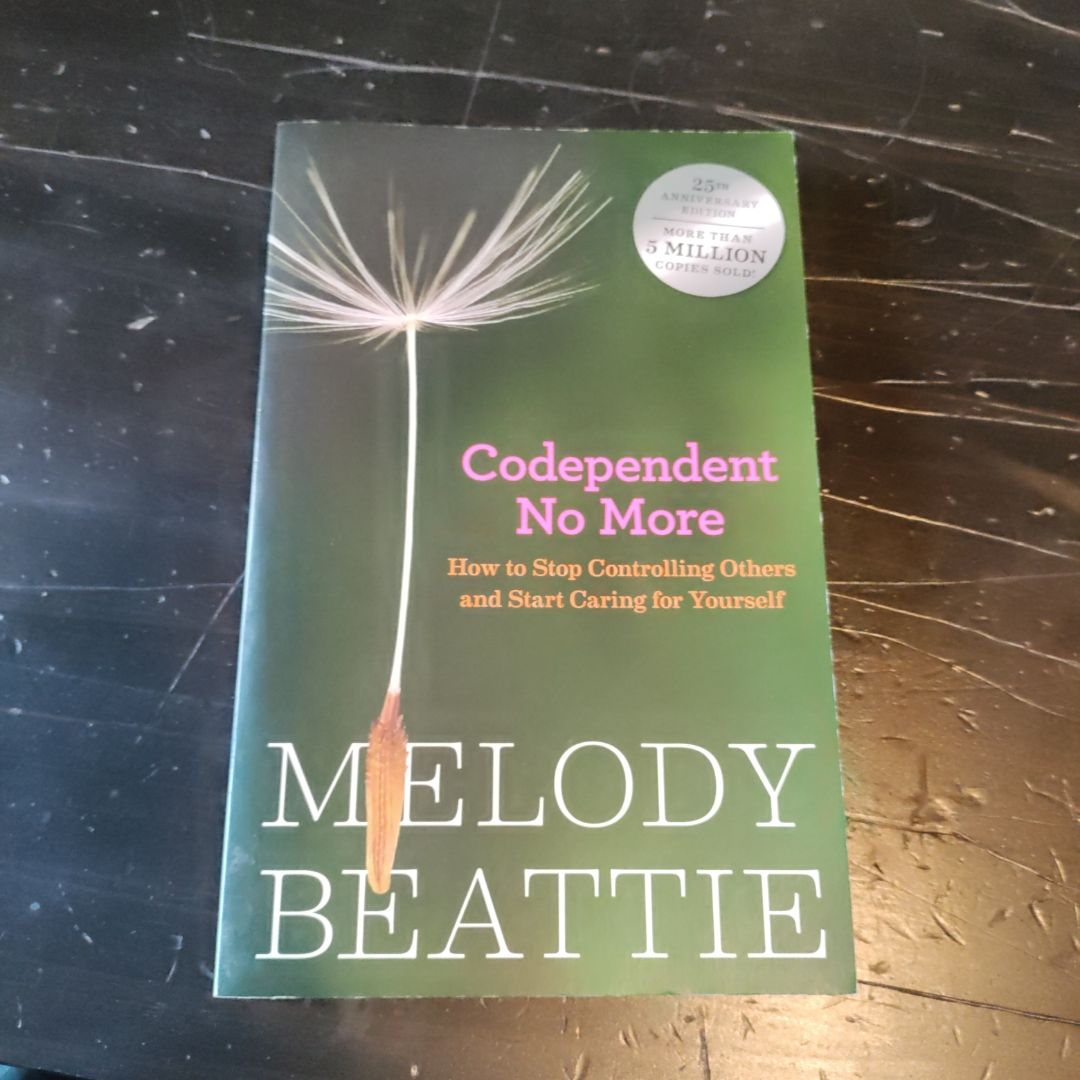 25TH
ANNIVERSARY
EDITION
MORE THAN
5 MILLION
COPIES SOLD!
Codependent
No More
How to Stop Controlling Others
and Start Caring for Yourself
MELODY
BEATTIE